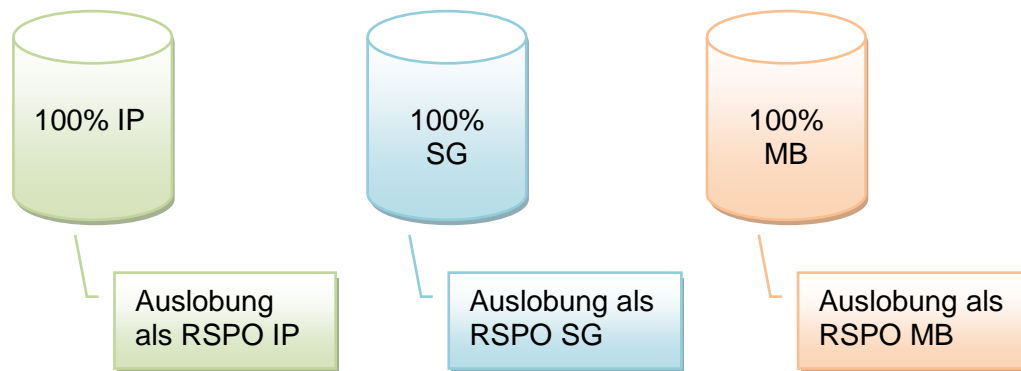 100% IP
100%
SG
100%
MB
Auslobung
als RSPO IP
Auslobung als
RSPO SG
Auslobung als
RSPO MB